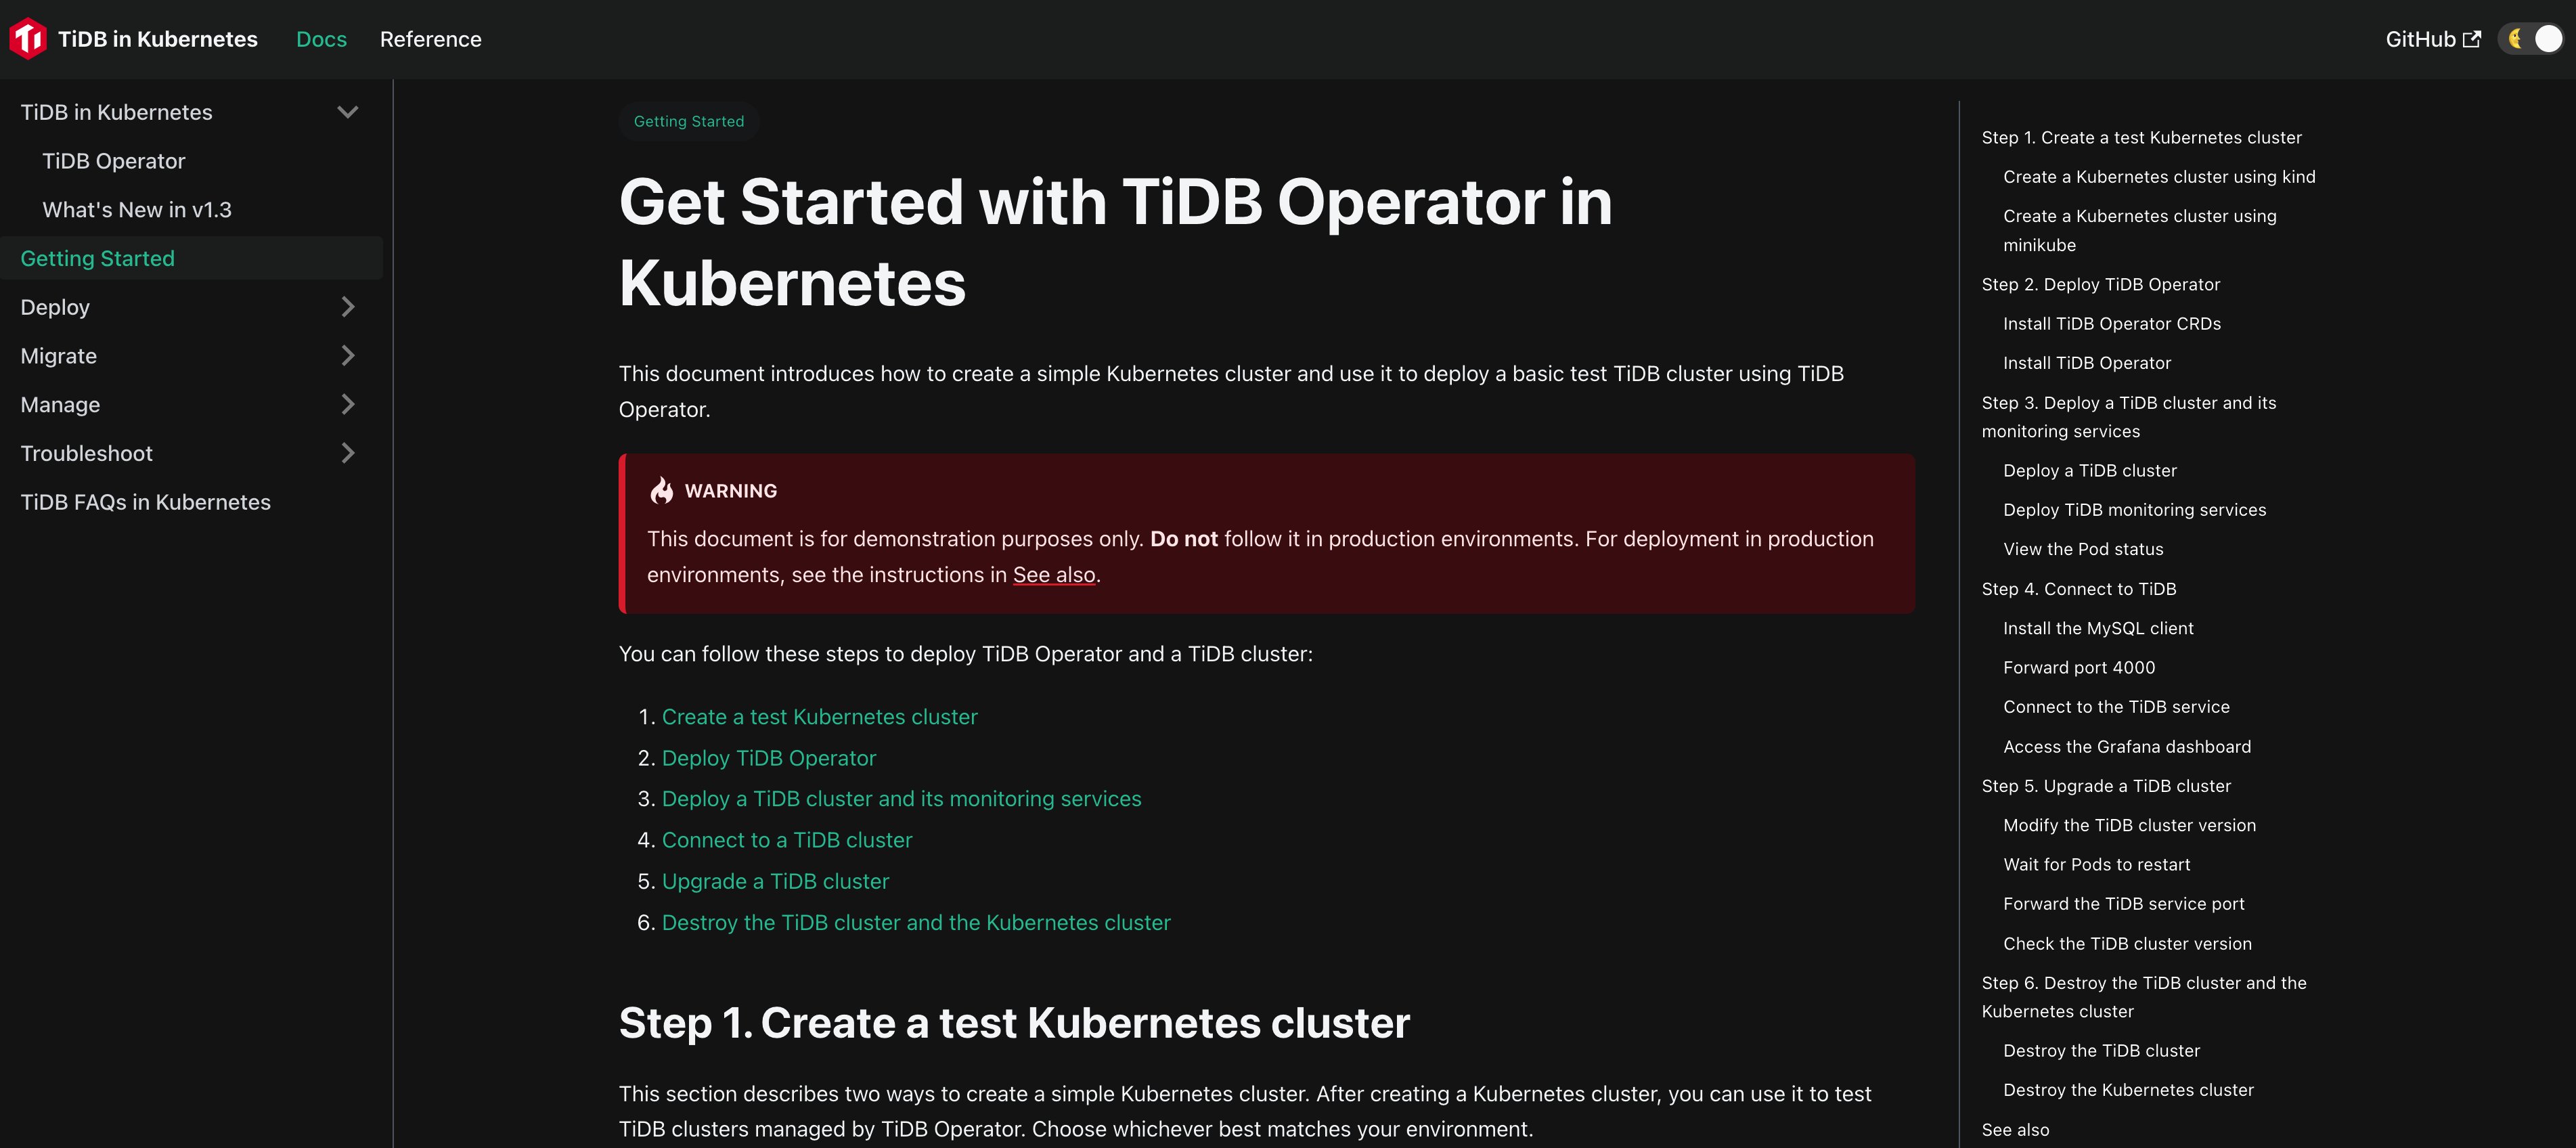 TiDB in Kubernetes
Docs
Reference
GitHub
TiDB in Kubernetes
TiDB Operator
What's New in v1.3
Getting Started
Deploy
Migrate
Manage
Troubleshoot
TiDB FAQs in Kubernetes
Getting Started
Get Started with TiDB Operator in
Kubernetes
This document introduces how to create a simple Kubernetes cluster and use it to deploy a basic test TiDB cluster using TiDB
Operator.
WARNING
This document is for demonstration purposes only. Do not follow it in production environments. For deployment in production
environments, see the instructions in See also.
You can follow these steps to deploy TiDB Operator and a TiDB cluster:
1. Create a test Kubernetes cluster
2. Deploy TiDB Operator
3. Deploy a TiDB cluster and its monitoring services
4. Connect to a TiDB cluster
5. Upgrade a TiDB cluster
6. Destroy the TiDB cluster and the Kubernetes cluster
Step 1. Create a test Kubernetes cluster
This section describes two ways to create a simple Kubernetes cluster. After creating a Kubernetes cluster, you can use it to test
TiDB clusters managed by TiDB Operator. Choose whichever best matches your environment.
Step 1. Create a test Kubernetes cluster
Create a Kubernetes cluster using kind
Create a Kubernetes cluster using
minikube
Step 2. Deploy TiDB Operator
Install TiDB Operator CRDs
Install TiDB Operator
Step 3. Deploy a TiDB cluster and its
monitoring services
Deploy a TiDB cluster
Deploy TiDB monitoring services
View the Pod status
Step 4. Connect to TiDB
Install the MySQL client
Forward port 4000
Connect to the TiDB service
Access the Grafana dashboard
Step 5. Upgrade a TiDB cluster
Modify the TiDB cluster version
Wait for Pods to restart
Forward the TiDB service port
Check the TiDB cluster version
Step 6. Destroy the TiDB cluster and the
Kubernetes cluster
Destroy the TiDB cluster
Destroy the Kubernetes cluster
See also